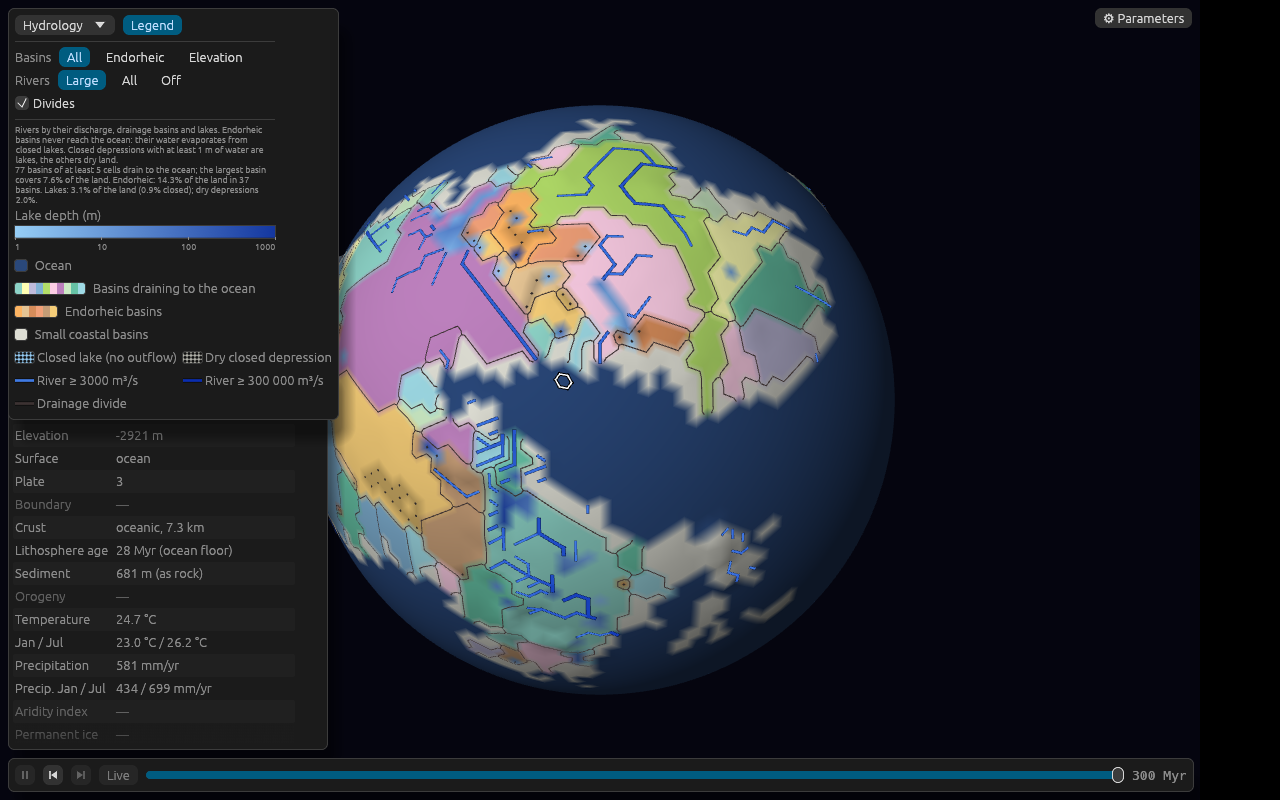 Hydrology Legend
⚙ Parameters
Basins All Endorheic Elevation
Rivers Large All Off
Divides
Rivers by their discharge, drainage basins and lakes. Endorheic
basins never reach the ocean: their water evaporates from
closed lakes. Closed depressions with at least 1 m of water are
lakes, the others dry land.
77 basins of at least 5 cells drain to the ocean; the largest basin
covers 7.6% of the land. Endorheic: 14.3% of the land in 37
basins. Lakes: 3.1% of the land (0.9% closed); dry depressions
2.0%.
Lake depth (m)
1 10 100 1000
Ocean
Basins draining to the ocean
Endorheic basins
Small coastal basins
Closed lake (no outflow) Dry closed depression
River ≥ 3000 m³/s River ≥ 300 000 m³/s
Drainage divide
Elevation -2921 m
Surface ocean
Plate 3
Boundary —
Crust oceanic, 7.3 km
Lithosphere age 28 Myr (ocean floor)
Sediment 681 m (as rock)
Orogeny —
Temperature 24.7 °C
Jan / Jul 23.0 °C / 26.2 °C
Precipitation 581 mm/yr
Precip. Jan / Jul 434 / 699 mm/yr
Aridity index —
Permanent ice —
Live 300 Myr